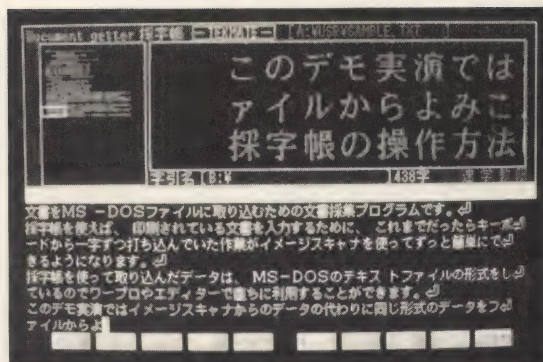 Document getter 採字帳 -TEXMATE- [A:¥USR¥SAMPLE.TXT ]
このデモ実演では
ァイルからよみこ
採字帳の操作方法
字引名 [B:¥ ]438字
文書をMS -DOSファイルに取り込むための文書採集プログラムです。
採字帳を使えば、 印刷されている文書を入力するために、 これまでだったらキーボ
ードから一字ずつ打ち込んでいた作業がイメージスキャナを使ってずっと簡単にで
きるようになります。
採字帳を使って取り込んだデータは、 MS-DOSのテキス トファイルの形式をし
ているのでワープロやエディターで直ちに利用することができます。
このデモ実演ではイメージスキャナからのデータの代わりに同じ形式のデータをフ
ァイルからよ